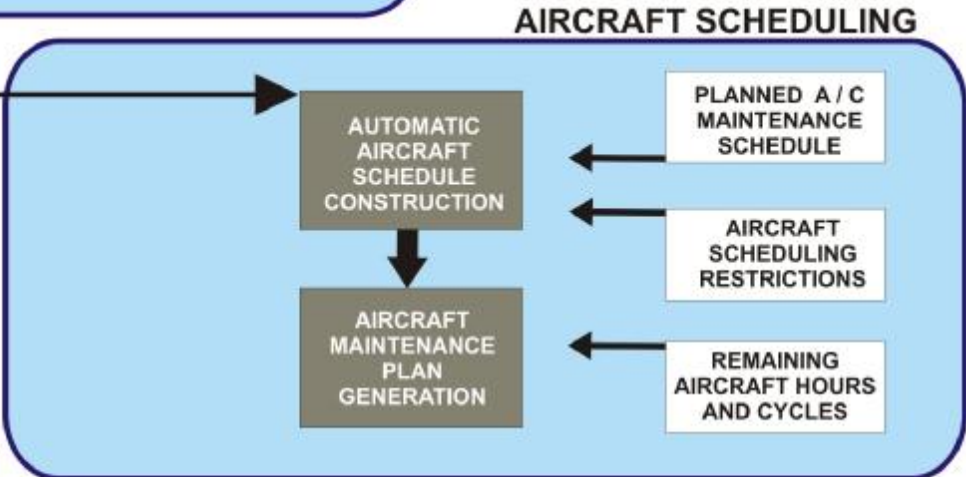 AIRCRAFT SCHEDULING
AUTOMATIC
AIRCRAFT
SCHEDULE
CONSTRUCTION
PLANNED A / C
MAINTENANCE
SCHEDULE
AIRCRAFT
SCHEDULING
RESTRICTIONS
AIRCRAFT
MAINTENANCE
PLAN
GENERATION
REMAINING
AIRCRAFT HOURS
AND CYCLES